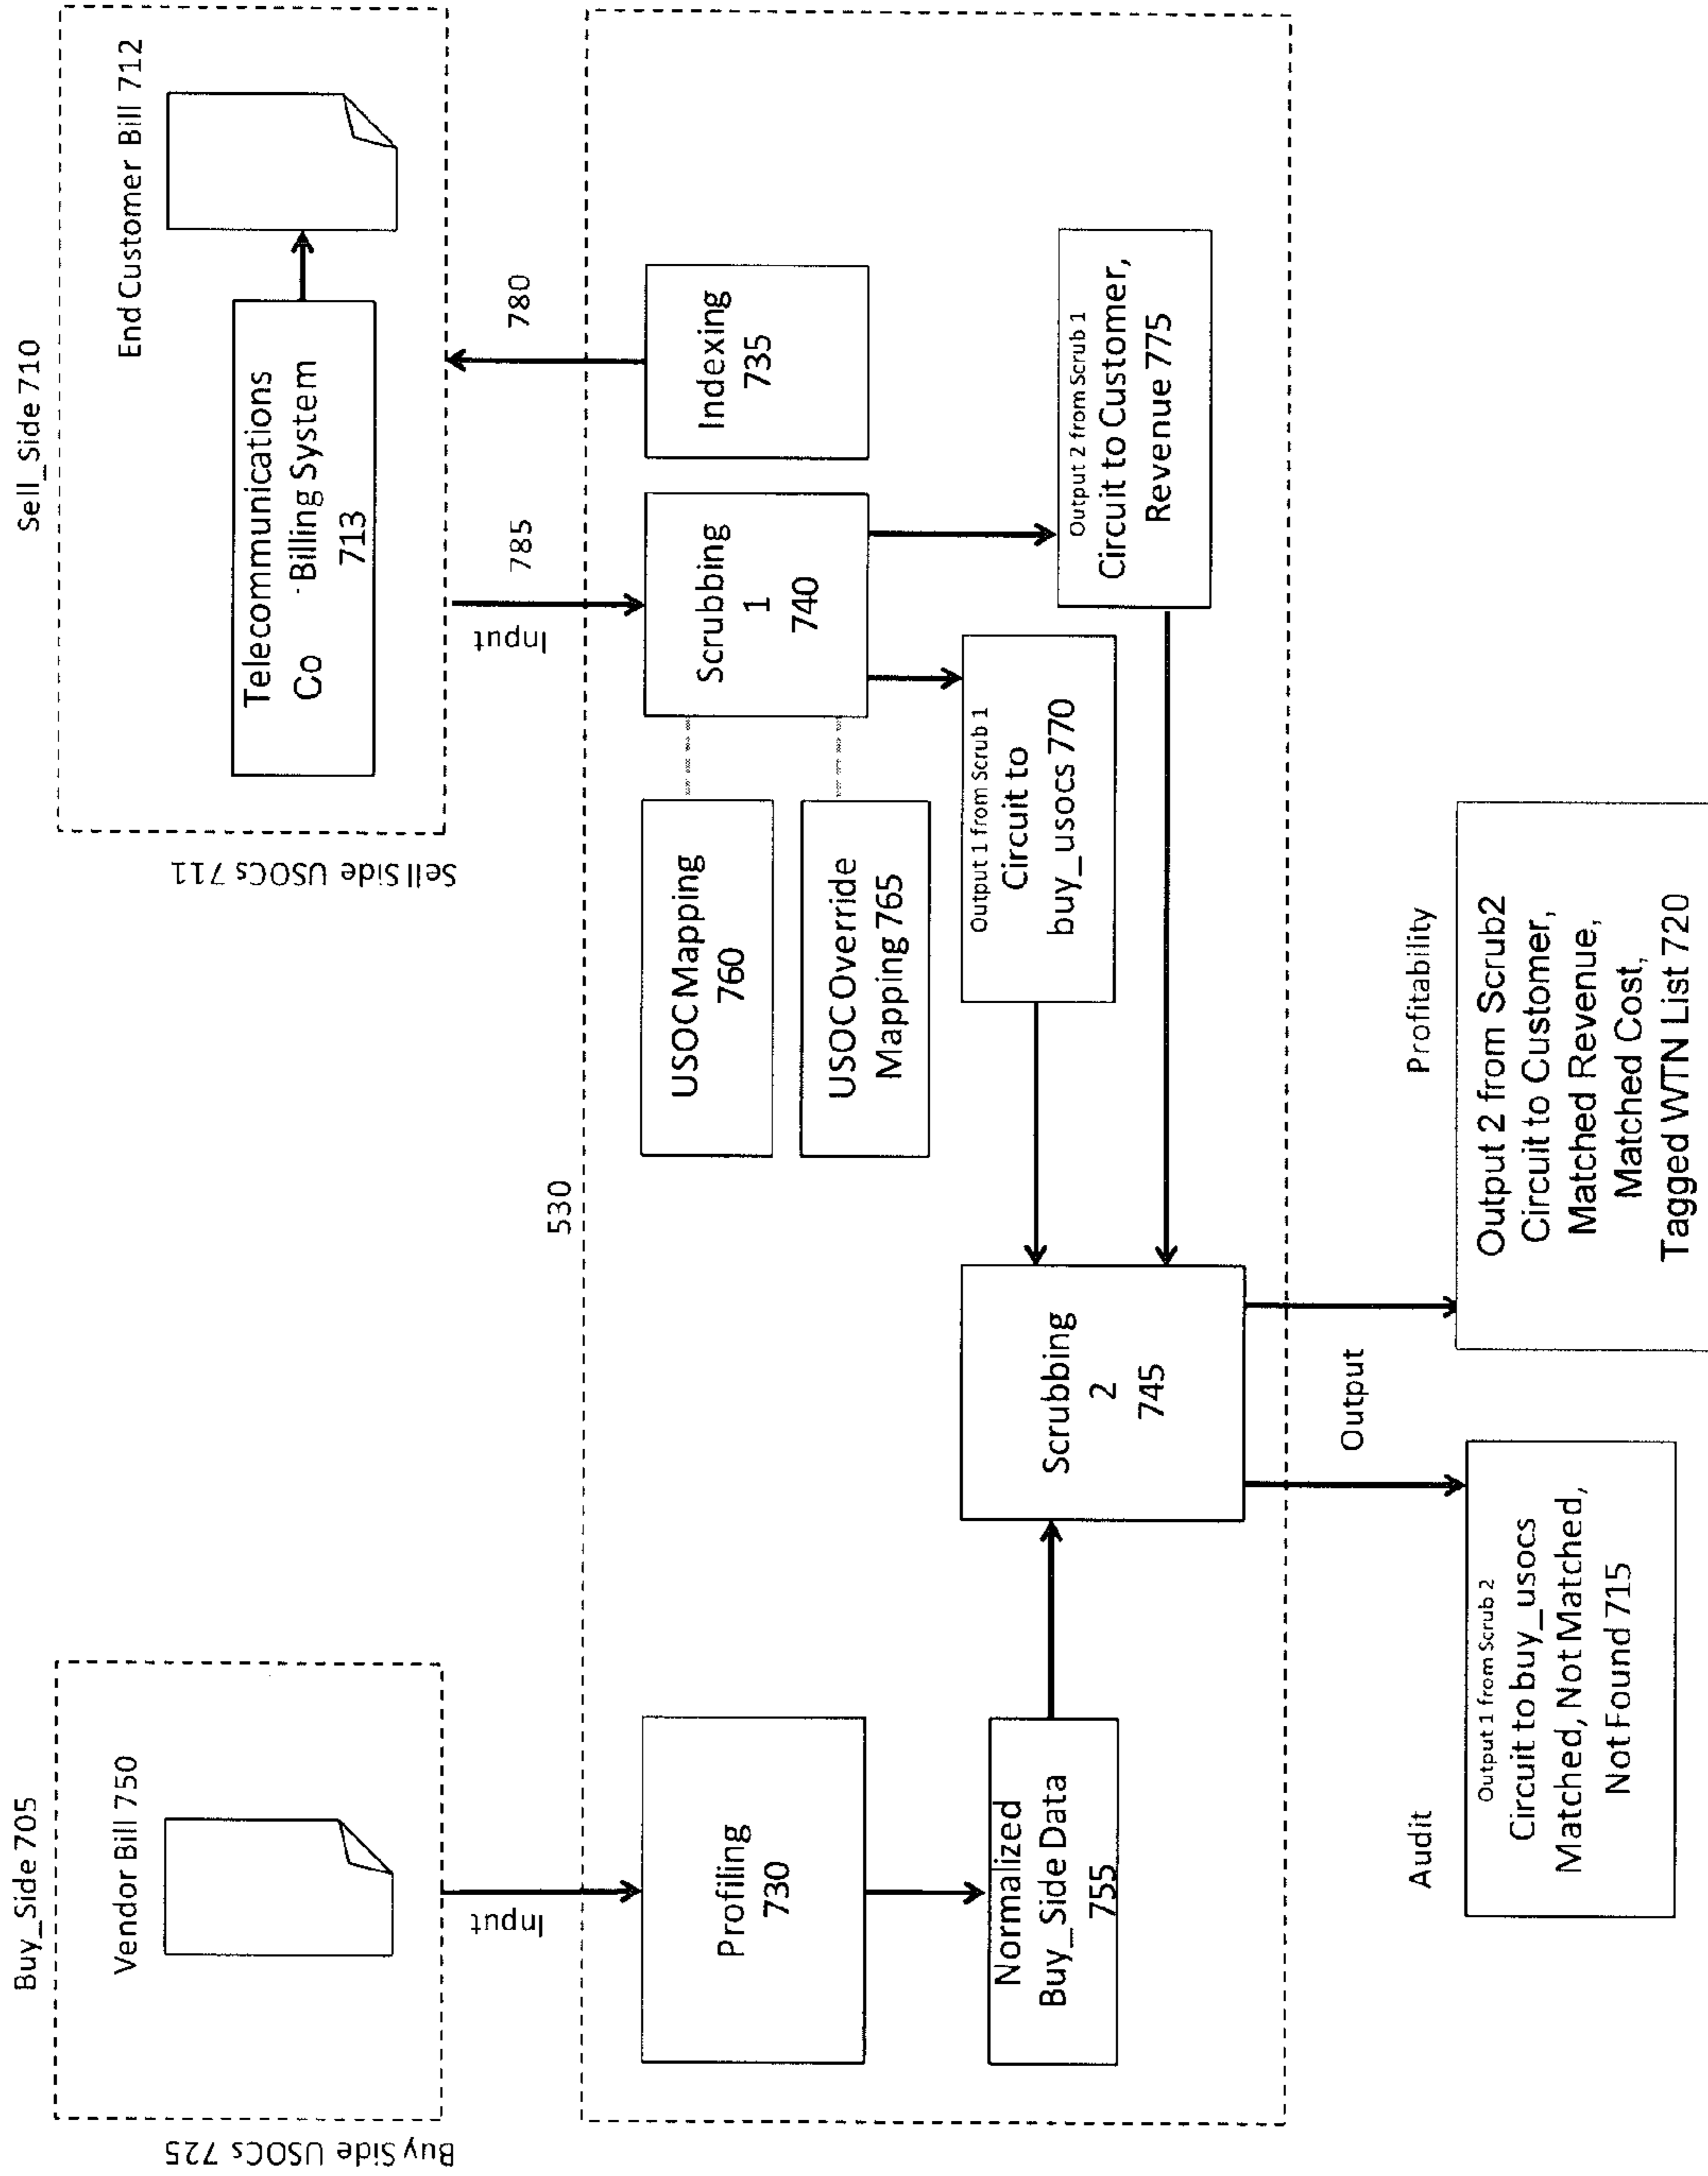 Buy_Side 705
Vendor Bill 750
Buy Side USOCs 725
Input
Sell_Side 710
Telecommunications
Co - Billing System
713
End Customer Bill 712
Sell Side USOCs 711
Input
785
780
530
Profiling
730
USOC Mapping
760
USOC Override
Mapping 765
Scrubbing
1
740
Indexing
735
Normalized
Buy_Side Data
755
Scrubbing
2
745
Output 1 from Scrub 1
Circuit to
buy_usocs 770
Output 2 from Scrub 1
Circuit to Customer,
Revenue 775
Audit
Output
Profitability
Output 1 from Scrub 2
Circuit to buy_usocs
Matched, Not Matched,
Not Found 715
Output 2 from Scrub2
Circuit to Customer,
Matched Revenue,
Matched Cost,
Tagged WTN List 720